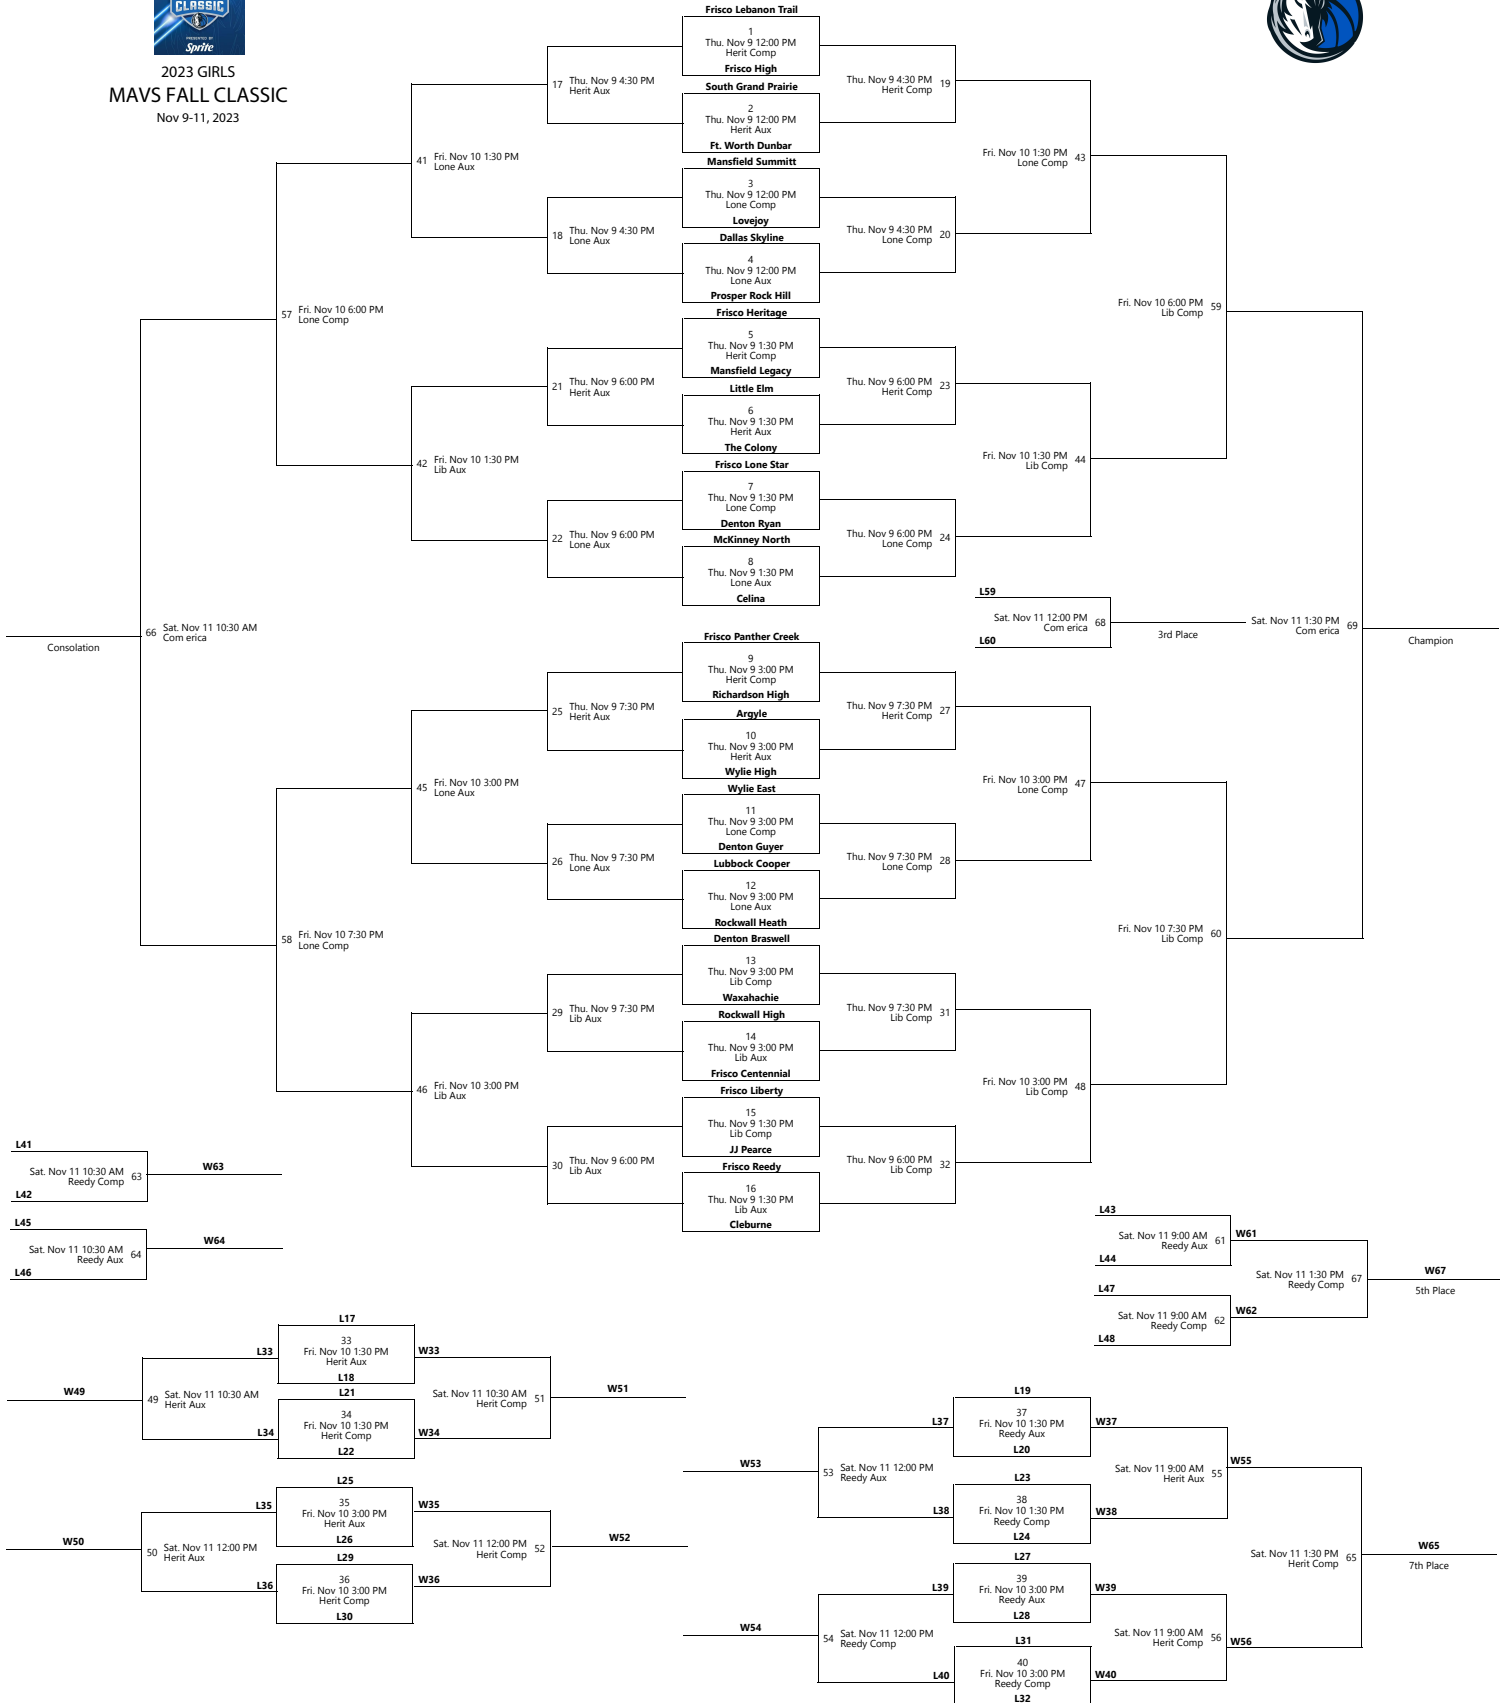 CLASSIC
PRESENTED BY
Sprite
2023 GIRLS
MAVS FALL CLASSIC
Nov 9-11, 2023
Frisco Lebanon Trail
1
Thu. Nov 9 12:00 PM
Herit Comp
Frisco High
South Grand Prairie
2
Thu. Nov 9 12:00 PM
Herit Aux
Ft. Worth Dunbar
Mansfield Summitt
3
Thu. Nov 9 12:00 PM
Lone Comp
Lovejoy
Dallas Skyline
4
Thu. Nov 9 12:00 PM
Lone Aux
Prosper Rock Hill
Frisco Heritage
5
Thu. Nov 9 1:30 PM
Herit Comp
Mansfield Legacy
Little Elm
6
Thu. Nov 9 1:30 PM
Herit Aux
The Colony
Frisco Lone Star
7
Thu. Nov 9 1:30 PM
Lone Comp
Denton Ryan
McKinney North
8
Thu. Nov 9 1:30 PM
Lone Aux
Celina
Frisco Panther Creek
9
Thu. Nov 9 3:00 PM
Herit Comp
Richardson High
Argyle
10
Thu. Nov 9 3:00 PM
Herit Aux
Wylie High
Wylie East
11
Thu. Nov 9 3:00 PM
Lone Comp
Denton Guyer
Lubbock Cooper
12
Thu. Nov 9 3:00 PM
Lone Aux
Rockwall Heath
Denton Braswell
13
Thu. Nov 9 3:00 PM
Lib Comp
Waxahachie
Rockwall High
14
Thu. Nov 9 3:00 PM
Lib Aux
Frisco Centennial
Frisco Liberty
15
Thu. Nov 9 1:30 PM
Lib Comp
JJ Pearce
Frisco Reedy
16
Thu. Nov 9 1:30 PM
Lib Aux
Cleburne
17 Thu. Nov 9 4:30 PM
Herit Aux
18 Thu. Nov 9 4:30 PM
Lone Aux
21 Thu. Nov 9 6:00 PM
Herit Aux
22 Thu. Nov 9 6:00 PM
Lone Aux
25 Thu. Nov 9 7:30 PM
Herit Aux
26 Thu. Nov 9 7:30 PM
Lone Aux
29 Thu. Nov 9 7:30 PM
Lib Aux
30 Thu. Nov 9 6:00 PM
Lib Aux
41 Fri. Nov 10 1:30 PM
Lone Aux
42 Fri. Nov 10 1:30 PM
Lib Aux
45 Fri. Nov 10 3:00 PM
Lone Aux
46 Fri. Nov 10 3:00 PM
Lib Aux
57 Fri. Nov 10 6:00 PM
Lone Comp
58 Fri. Nov 10 7:30 PM
Lone Comp
66 Sat. Nov 11 10:30 AM
Com erica
Consolation
Thu. Nov 9 4:30 PM 19
Herit Comp
Thu. Nov 9 4:30 PM 20
Lone Comp
Thu. Nov 9 6:00 PM 23
Herit Comp
Thu. Nov 9 6:00 PM 24
Lone Comp
Thu. Nov 9 7:30 PM 27
Herit Comp
Thu. Nov 9 7:30 PM 28
Lone Comp
Thu. Nov 9 7:30 PM 31
Lib Comp
Thu. Nov 9 6:00 PM 32
Lib Comp
Fri. Nov 10 1:30 PM 43
Lone Comp
Fri. Nov 10 1:30 PM 44
Lib Comp
Fri. Nov 10 3:00 PM 47
Lone Comp
Fri. Nov 10 3:00 PM 48
Lib Comp
Fri. Nov 10 6:00 PM 59
Lib Comp
Fri. Nov 10 7:30 PM 60
Lib Comp
L59
Sat. Nov 11 12:00 PM 68
Com erica
L60
3rd Place
Sat. Nov 11 1:30 PM 69
Com erica
Champion
L41
Sat. Nov 11 10:30 AM 63
Reedy Comp
L42
W63
L45
Sat. Nov 11 10:30 AM 64
Reedy Aux
L46
W64
L43
Sat. Nov 11 9:00 AM 61
Reedy Aux
L44
W61
L47
Sat. Nov 11 9:00 AM 62
Reedy Comp
L48
W62
Sat. Nov 11 1:30 PM 67
Reedy Comp
W67
5th Place
L17
33
Fri. Nov 10 1:30 PM
Herit Aux
L18
L33
W33
L21
34
Fri. Nov 10 1:30 PM
Herit Comp
L22
L34
W34
W49
49 Sat. Nov 11 10:30 AM
Herit Aux
Sat. Nov 11 10:30 AM 51
Herit Comp
W51
L25
35
Fri. Nov 10 3:00 PM
Herit Aux
L26
L35
W35
L29
36
Fri. Nov 10 3:00 PM
Herit Comp
L30
L36
W36
W50
50 Sat. Nov 11 12:00 PM
Herit Aux
Sat. Nov 11 12:00 PM 52
Herit Comp
W52
L19
37
Fri. Nov 10 1:30 PM
Reedy Aux
L20
L37
W37
L23
38
Fri. Nov 10 1:30 PM
Reedy Comp
L24
L38
W38
W53
53 Sat. Nov 11 12:00 PM
Reedy Aux
Sat. Nov 11 9:00 AM 55
Herit Aux
W55
L27
39
Fri. Nov 10 3:00 PM
Reedy Aux
L28
L39
W39
L31
40
Fri. Nov 10 3:00 PM
Reedy Comp
L32
L40
W40
W54
54 Sat. Nov 11 12:00 PM
Reedy Comp
Sat. Nov 11 9:00 AM 56
Herit Comp
W56
Sat. Nov 11 1:30 PM 65
Herit Comp
W65
7th Place